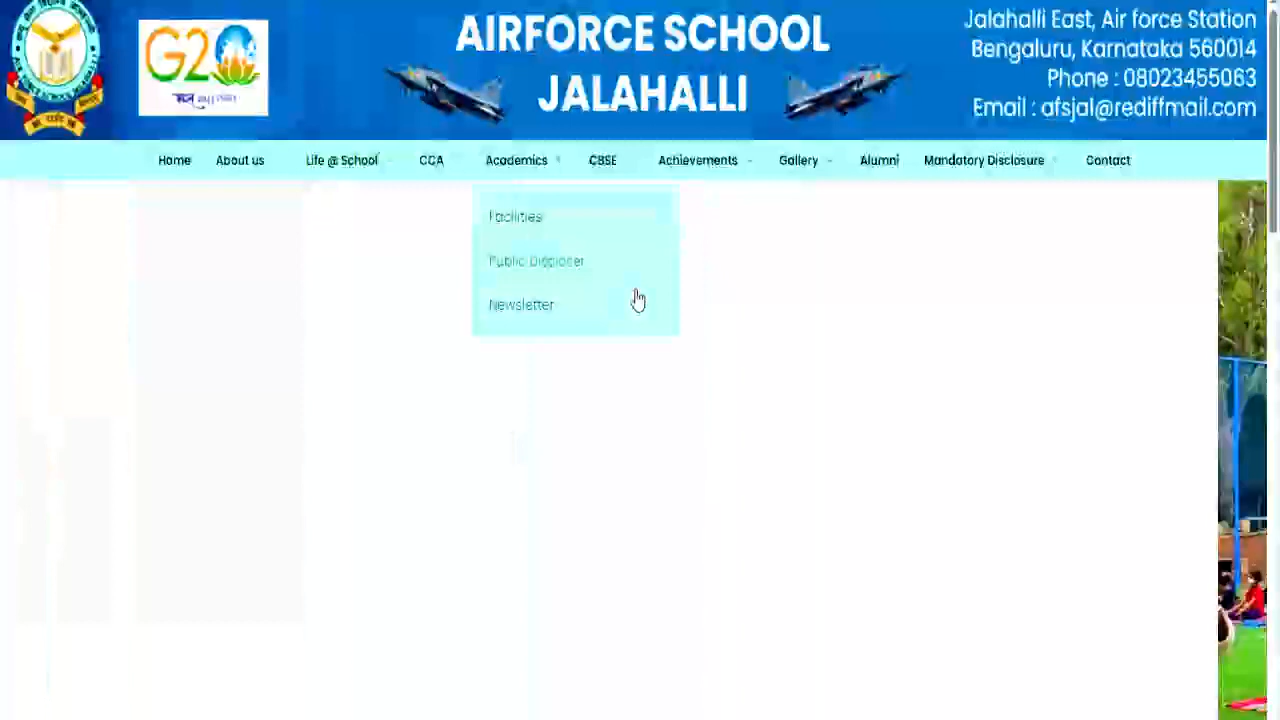 G20
AIRFORCE SCHOOL
JALAHALLI
Jalahalli East, Air force Station
Bengaluru, Karnataka 560014
Phone : 08023455063
Email : afsjal@rediffmail.com
Home About us Life @ School CCA Academics CBSE Achievements Gallery Alumni Mandatory Disclosure Contact
Facilities
Public
Newsletter